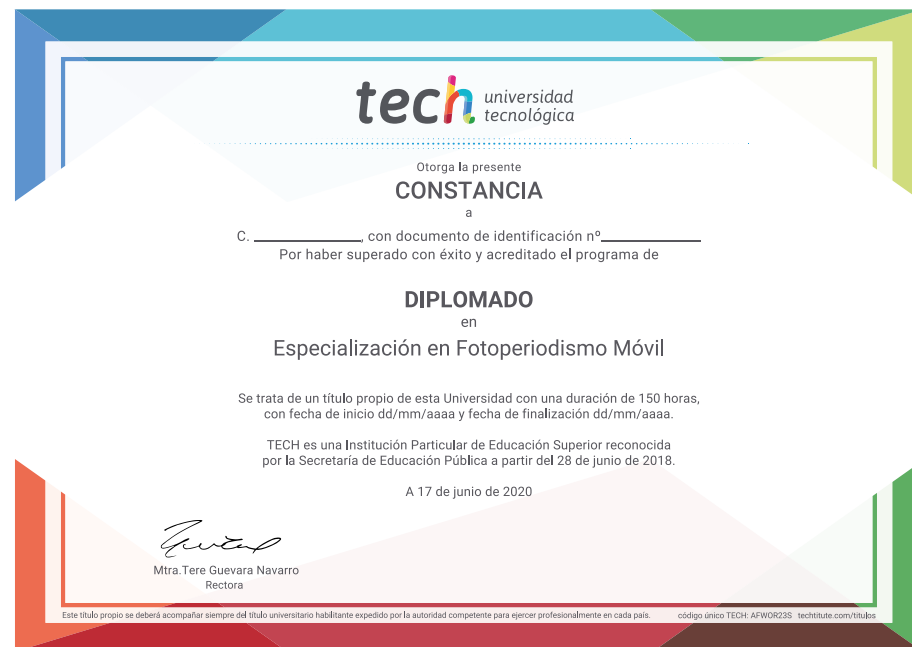 tech universidad
tecnológica
Otorga la presente
CONSTANCIA
a
C. ______________, con documento de identificación nº_____________
Por haber superado con éxito y acreditado el programa de
DIPLOMADO
en
Especialización en Fotoperiodismo Móvil
Se trata de un título propio de esta Universidad con una duración de 150 horas,
con fecha de inicio dd/mm/aaaa y fecha de finalización dd/mm/aaaa.
TECH es una Institución Particular de Educación Superior reconocida
por la Secretaría de Educación Pública a partir del 28 de junio de 2018.
A 17 de junio de 2020
Mtra.Tere Guevara Navarro
Rectora
Este título propio se deberá acompañar siempre del título universitario habilitante expedido por la autoridad competente para ejercer profesionalmente en cada país. código único TECH: AFWOR23S techtitute.com/titulos